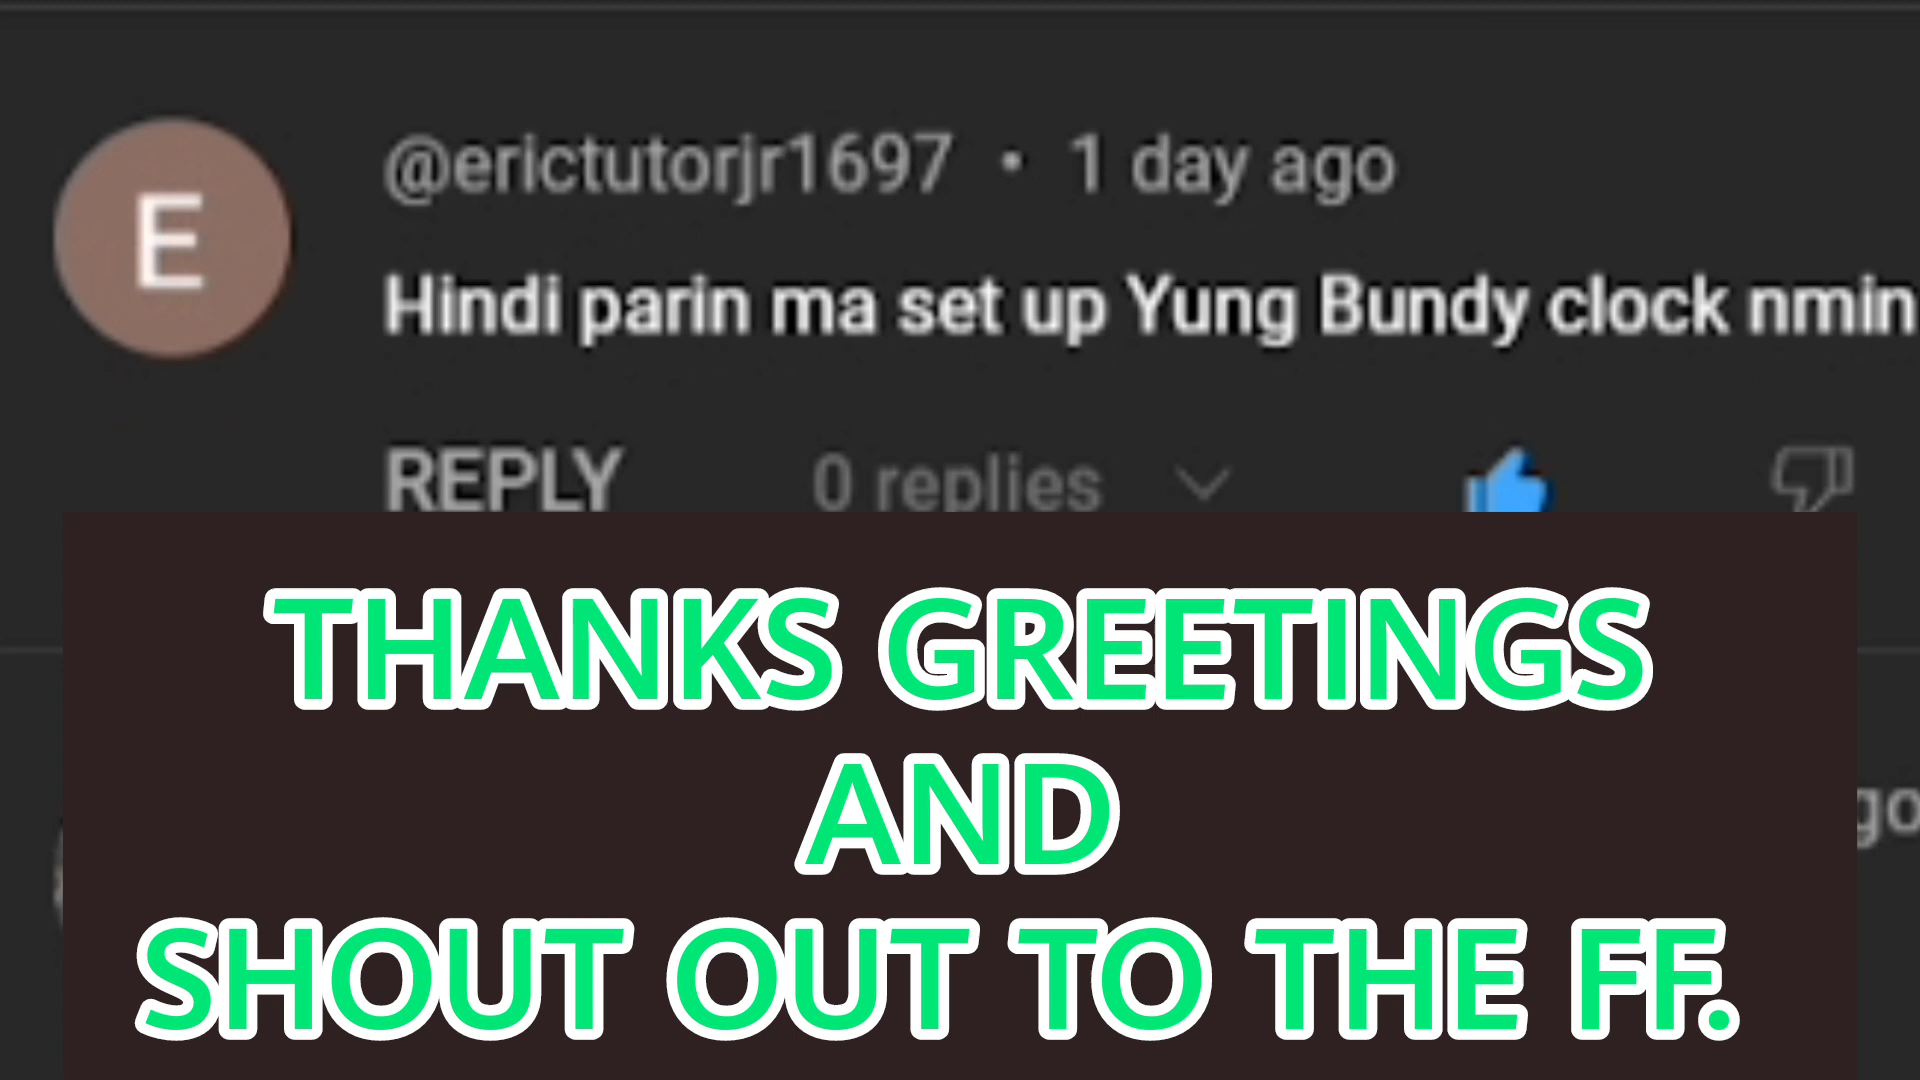 E
@erictutorjr1697 • 1 day ago
Hindi parin ma set up Yung Bundy clock nmin
REPLY 0 replies
THANKS GREETINGS
AND
SHOUT OUT TO THE FF.